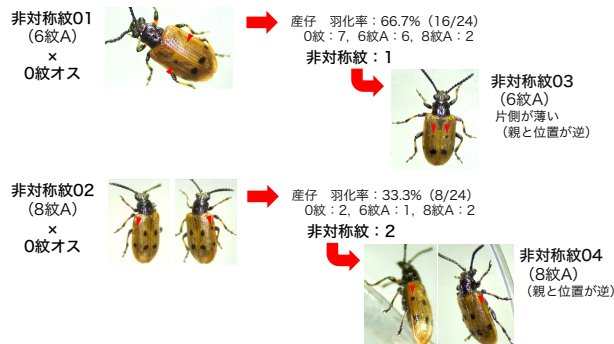 非対称紋01
(6紋A)
×
0紋オス
産仔　羽化率：66.7% (16/24)
0紋：7, 6紋A：6, 8紋A：2
非対称紋：1
非対称紋03
(6紋A)
片側が薄い
(親と位置が逆)
非対称紋02
(8紋A)
×
0紋オス
産仔　羽化率：33.3% (8/24)
0紋：2, 6紋A：1, 8紋A：2
非対称紋：2
非対称紋04
(8紋A)
(親と位置が逆)